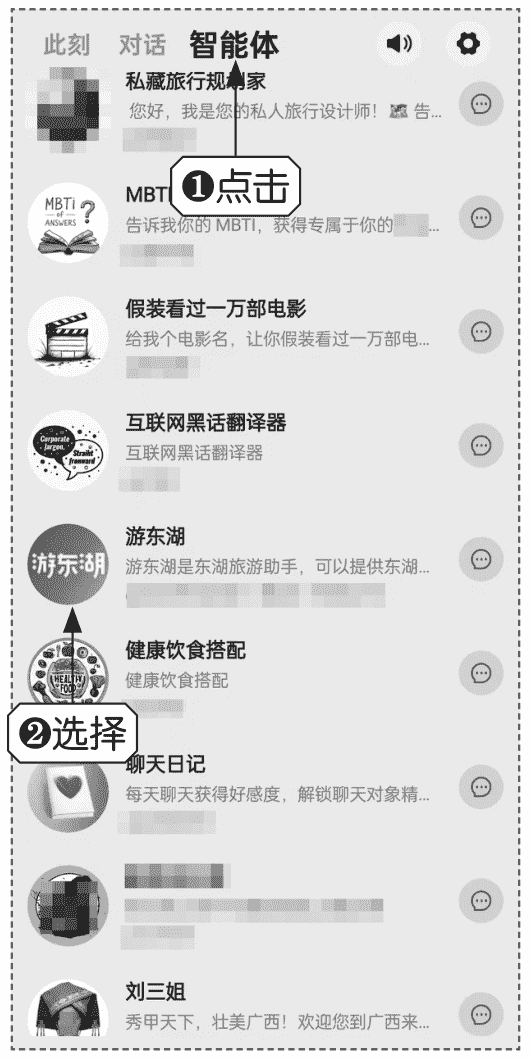 此刻 对话 智能体
私藏旅行规划家
您好，我是您的私人旅行设计师！🗺️ 告...
❶点击
MBTI
告诉我你的 MBTI，获得专属于你的 ...
MBTi
OF
ANSWERS
?
假装看过一万部电影
给我个电影名，让你假装看过一万部电...
互联网黑话翻译器
互联网黑话翻译器
Corporate
jargon,
Straint
fronward
游东湖
游东湖是东湖旅游助手，可以提供东湖...
游东湖
健康饮食搭配
健康饮食搭配
HEALTHY
FOOD
❷选择
聊天日记
每天聊天获得好感度，解锁聊天对象精...
刘三姐
秀甲天下，壮美广西！欢迎您到广西来...